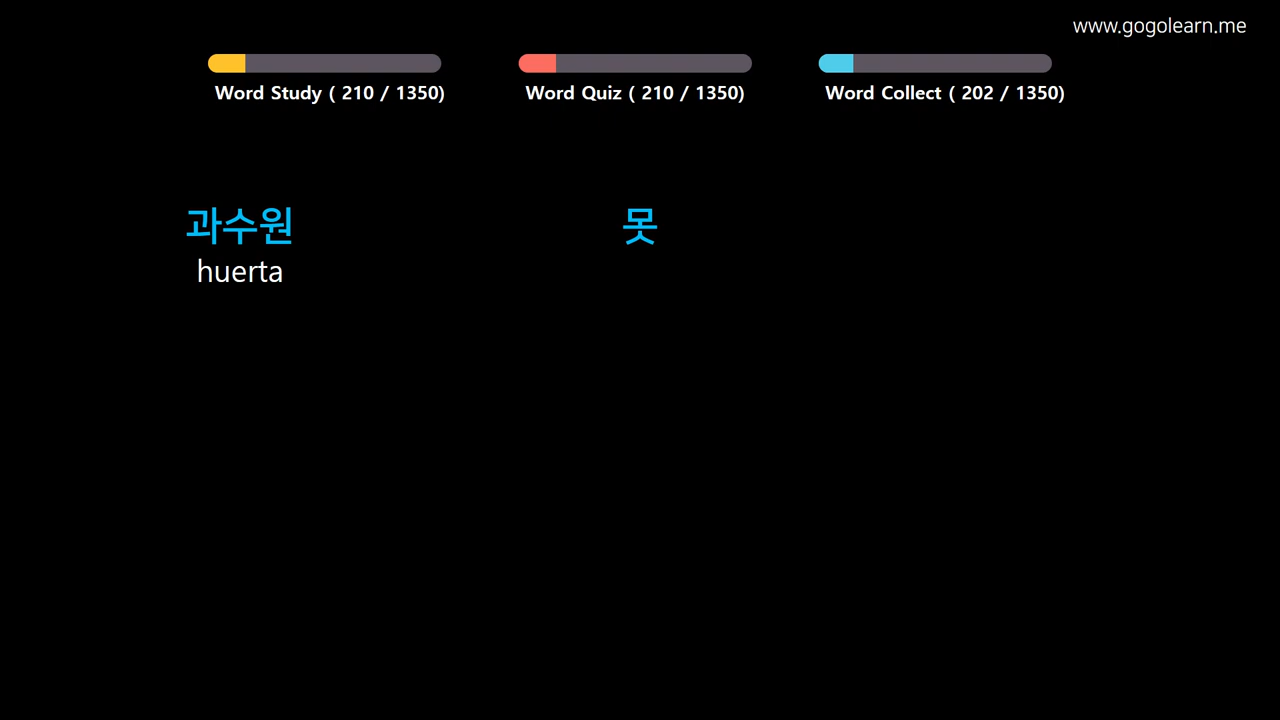 www.gogolearn.me
Word Study ( 210 / 1350)
Word Quiz ( 210 / 1350)
Word Collect ( 202 / 1350)
과수원
huerta
못